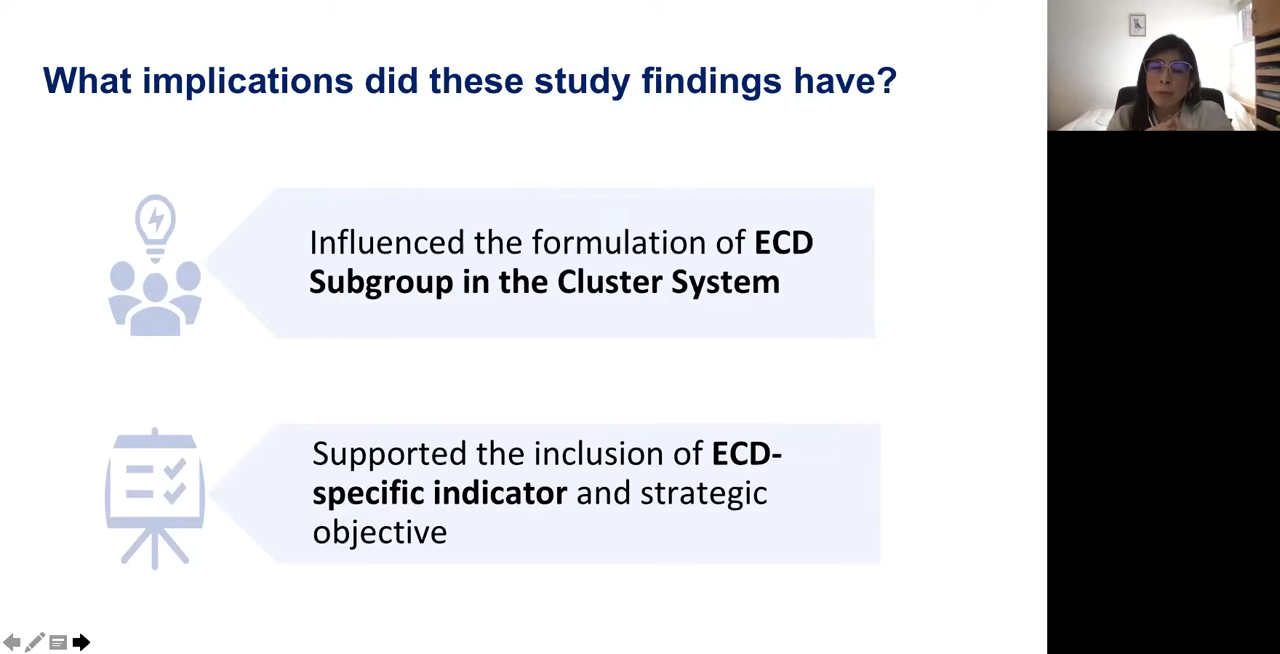 What implications did these study findings have?
Influenced the formulation of ECD
Subgroup in the Cluster System
Supported the inclusion of ECD-
specific indicator and strategic
objective